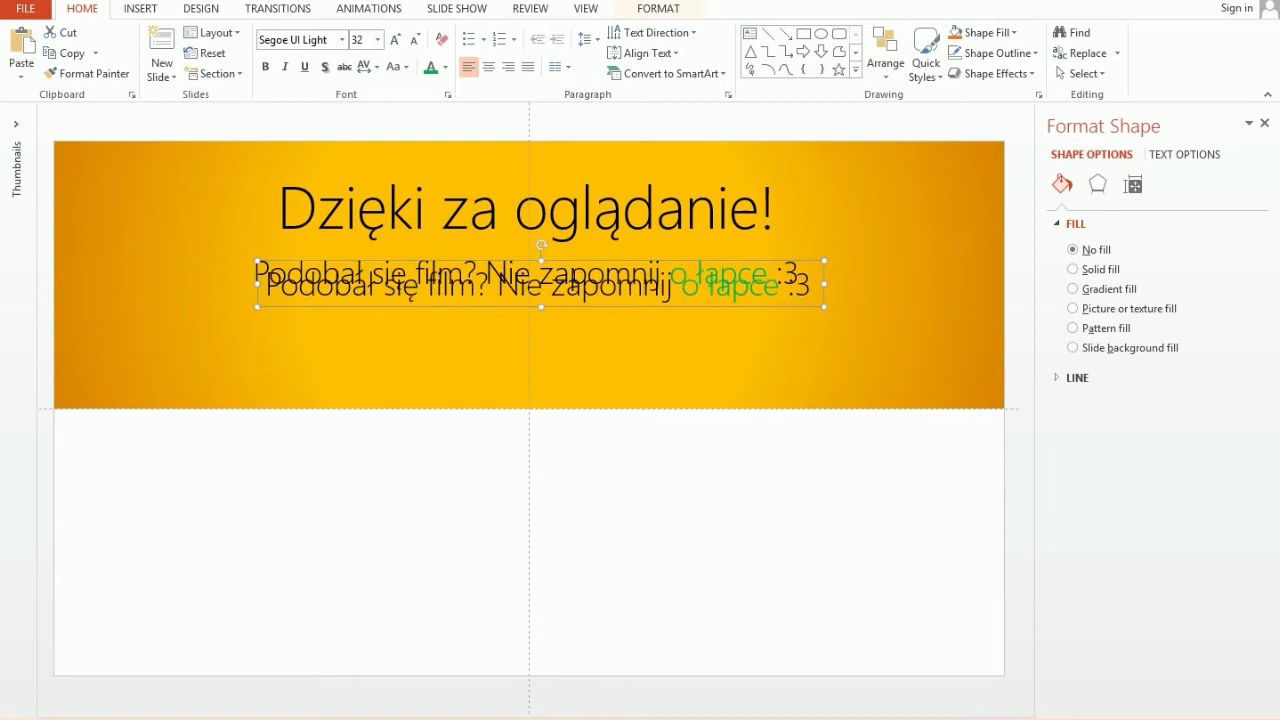 FILE HOME INSERT DESIGN TRANSITIONS ANIMATIONS SLIDE SHOW REVIEW VIEW FORMAT Sign in
Paste
Cut
Copy
Format Painter
Clipboard
New Slide
Layout
Reset
Section
Slides
Segoe UI Light 32
B I U S abc AV Aa A
Font
Text Direction
Align Text
Convert to SmartArt
Paragraph
Arrange
Quick Styles
Shape Fill
Shape Outline
Shape Effects
Drawing
Find
Replace
Select
Editing
Thumbnails
Dzięki za oglądanie!
Podobał się film? Nie zapomnij o łapce :3
Podobał się film? Nie zapomnij o łapce :3
Format Shape
SHAPE OPTIONS TEXT OPTIONS
FILL
No fill
Solid fill
Gradient fill
Picture or texture fill
Pattern fill
Slide background fill
LINE